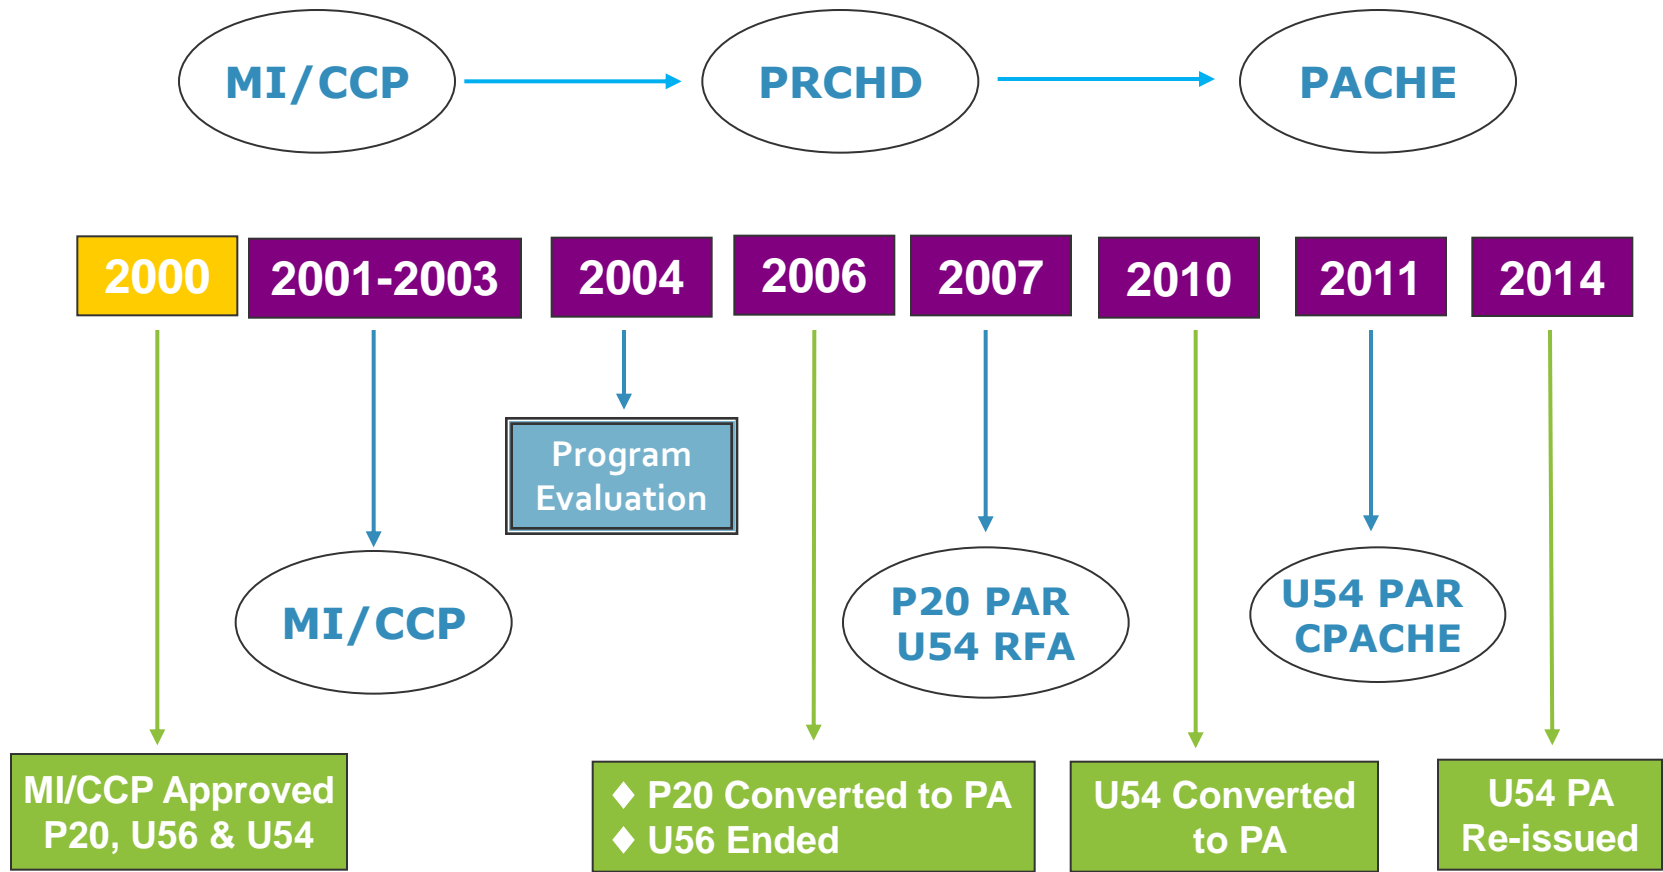 MI/CCP
PRCHD
PACHE
2000
2001-2003
2004
2006
2007
2010
2011
2014
Program
Evaluation
MI/CCP
P20 PAR
U54 RFA
U54 PAR
CPACHE
MI/CCP Approved
P20, U56 & U54
♦ P20 Converted to PA
♦ U56 Ended
U54 Converted
to PA
U54 PA
Re-issued